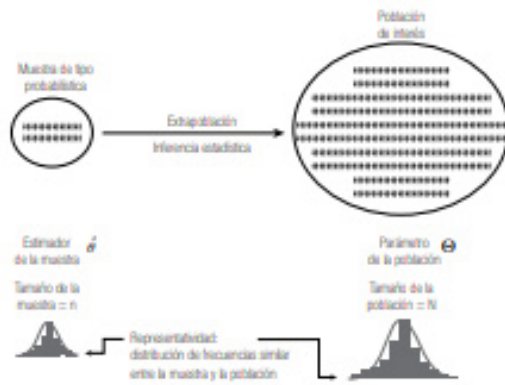 Población
de interés
Muestra de tipo
probabilística
Extrapolación
Inferencia estadística
Estimador
de la muestra θ̂
Parámetro
de la población Θ
Tamaño de la
muestra = n
Tamaño de la
población = N
Representatividad:
distribución de frecuencias similar
entre la muestra y la población